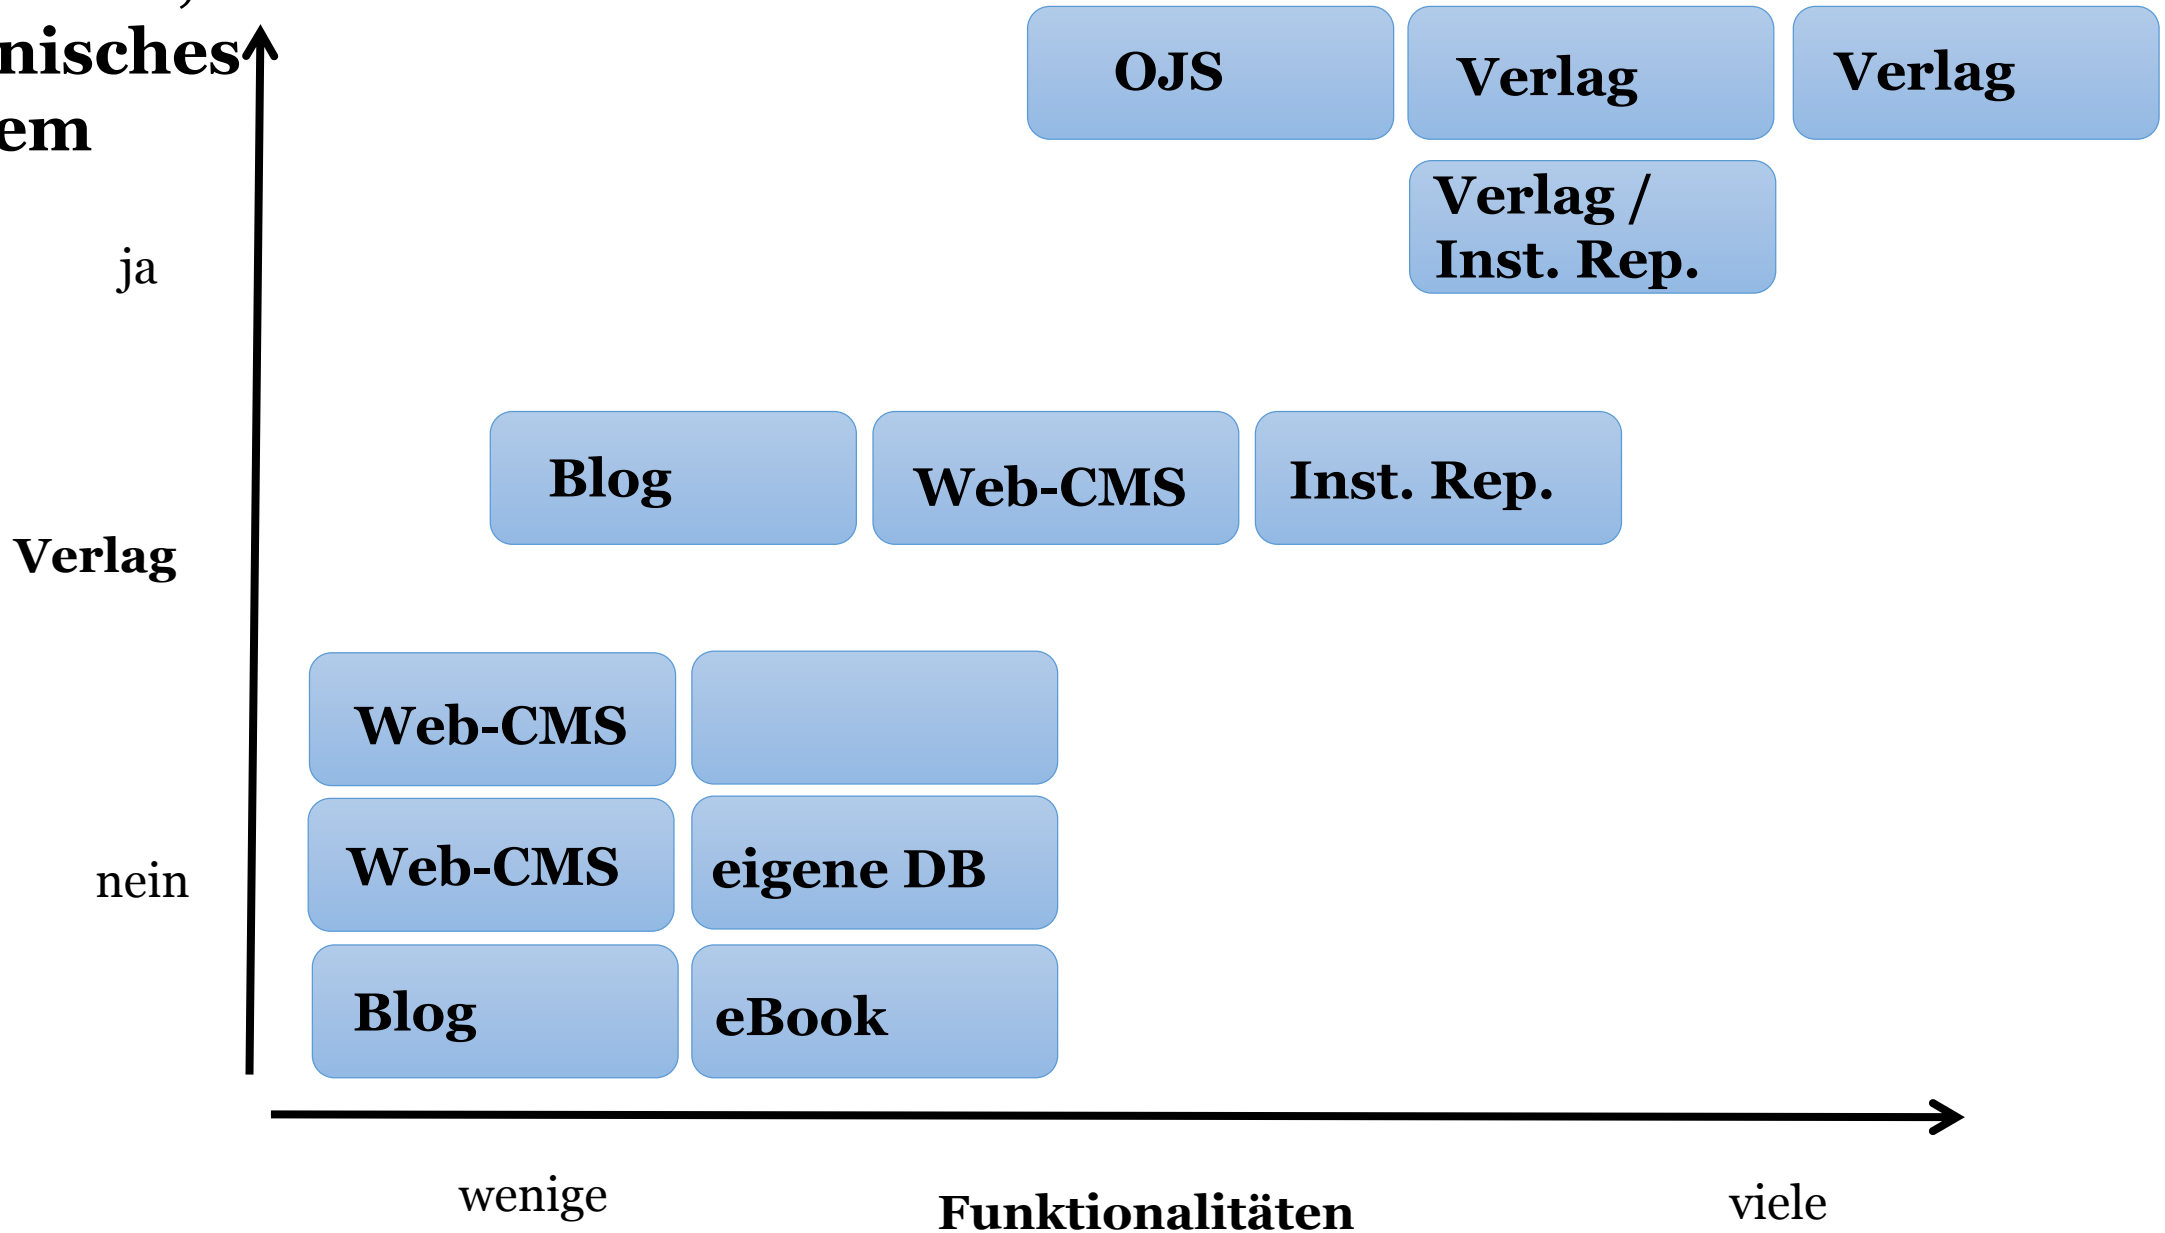 nisches
em
OJS
Verlag
Verlag
Verlag /
Inst. Rep.
ja
Blog
Web-CMS
Inst. Rep.
Verlag
Web-CMS
Web-CMS
eigene DB
nein
Blog
eBook
wenige
Funktionalitäten
viele